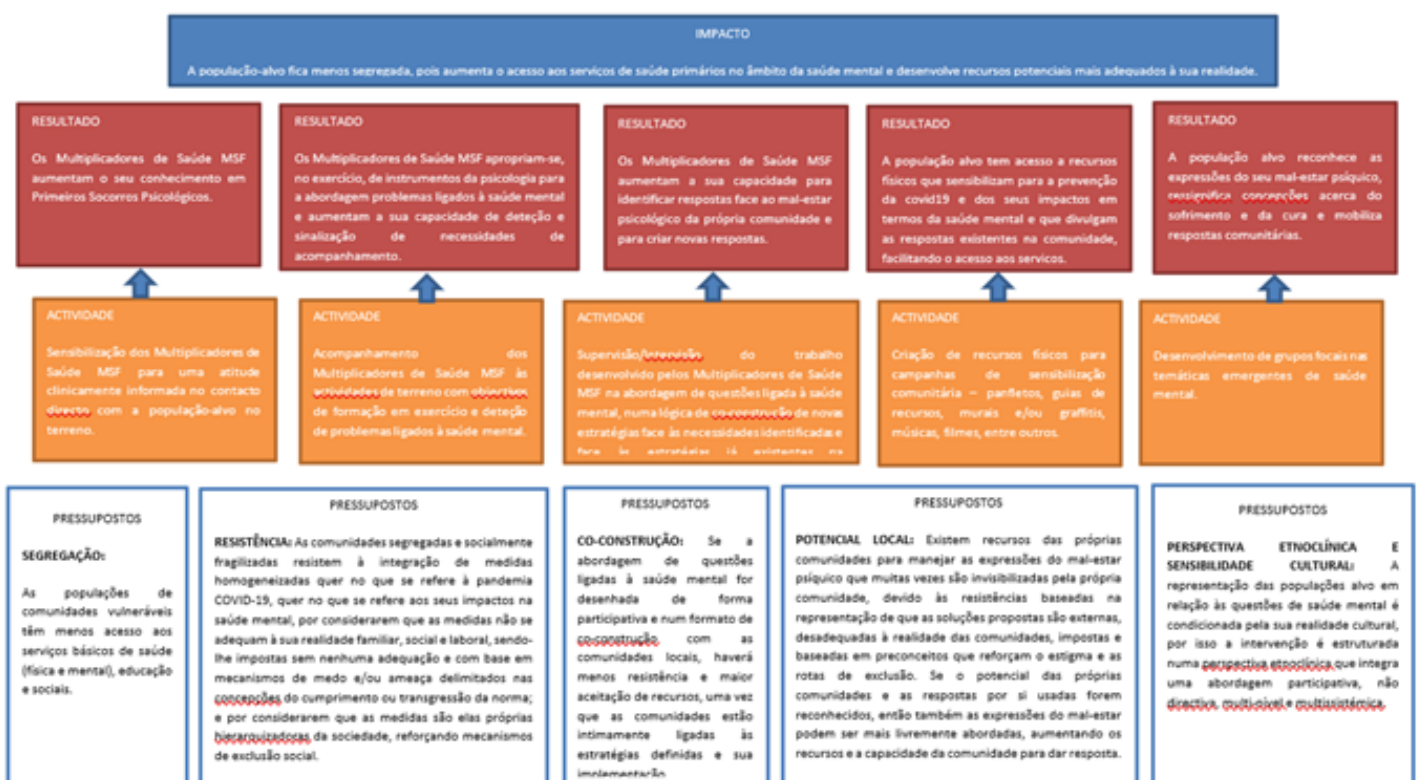 IMPACTO
A população-alvo fica menos segregada, pois aumenta o acesso aos serviços de saúde primários no âmbito da saúde mental e desenvolve recursos potenciais mais adequados à sua realidade.
RESULTADO
Os Multiplicadores de Saúde MSF
aumentam o seu conhecimento em
Primeiros Socorros Psicológicos.
RESULTADO
Os Multiplicadores de Saúde MSF apropriam-se,
no exercício, de instrumentos da psicologia para
a abordagem problemas ligados à saúde mental
e aumentam a sua capacidade de deteção e
sinalização de necessidades de
acompanhamento.
RESULTADO
Os Multiplicadores de Saúde MSF
aumentam a sua capacidade para
identificar respostas face ao mal-estar
psicológico da própria comunidade e
para criar novas respostas.
RESULTADO
A população alvo tem acesso a recursos
físicos que sensibilizam para a prevenção
da covid19 e dos seus impactos em
termos da saúde mental e que divulgam
as respostas existentes na comunidade,
facilitando o acesso aos serviços.
RESULTADO
A população alvo reconhece as
expressões do seu mal-estar psíquico,
ressignifica concepções acerca do
sofrimento e da cura e mobiliza
respostas comunitárias.
ACTIVIDADE
Sensibilização dos Multiplicadores de
Saúde MSF para uma atitude
clinicamente informada no contacto
directo com a população-alvo no
terreno.
ACTIVIDADE
Acompanhamento dos
Multiplicadores de Saúde MSF às
actividades de terreno com objectivos
de formação em exercício e deteção
de problemas ligados à saúde mental.
ACTIVIDADE
Supervisão/intervisão do trabalho
desenvolvido pelos Multiplicadores de Saúde
MSF na abordagem de questões ligada à saúde
mental, numa lógica de co-construção de novas
estratégias face às necessidades identificadas e
face às estratégias já existentes na
ACTIVIDADE
Criação de recursos físicos para
campanhas de sensibilização
comunitária – panfletos, guias de
recursos, murais e/ou graffitis,
músicas, filmes, entre outros.
ACTIVIDADE
Desenvolvimento de grupos focais nas
temáticas emergentes de saúde
mental.
PRESSUPOSTOS
SEGREGAÇÃO:
As populações de
comunidades vulneráveis
têm menos acesso aos
serviços básicos de saúde
(física e mental), educação
e sociais.
PRESSUPOSTOS
RESISTÊNCIA: As comunidades segregadas e socialmente
fragilizadas resistem à integração de medidas
homogeneizadas quer no que se refere à pandemia
COVID-19, quer no que se refere aos seus impactos na
saúde mental, por considerarem que as medidas não se
adequam à sua realidade familiar, social e laboral, sendo-
lhe impostas sem nenhuma adequação e com base em
mecanismos de medo e/ou ameaça delimitados nas
concepções do cumprimento ou transgressão da norma;
e por considerarem que as medidas são elas próprias
hierarquizadoras da sociedade, reforçando mecanismos
de exclusão social.
PRESSUPOSTOS
CO-CONSTRUÇÃO: Se a
abordagem de questões
ligadas à saúde mental for
desenhada de forma
participativa e num formato de
co-construção com as
comunidades locais, haverá
menos resistência e maior
aceitação de recursos, uma vez
que as comunidades estão
intimamente ligadas às
estratégias definidas e sua
implementação
PRESSUPOSTOS
POTENCIAL LOCAL: Existem recursos das próprias
comunidades para manejar as expressões do mal-estar
psíquico que muitas vezes são invisibilizadas pela própria
comunidade, devido às resistências baseadas na
representação de que as soluções propostas são externas,
desadequadas à realidade das comunidades, impostas e
baseadas em preconceitos que reforçam o estigma e as
rotas de exclusão. Se o potencial das próprias
comunidades e as respostas por si usadas forem
reconhecidos, então também as expressões do mal-estar
podem ser mais livremente abordadas, aumentando os
recursos e a capacidade da comunidade para dar resposta.
PRESSUPOSTOS
PERSPECTIVA ETNOCLÍNICA E
SENSIBILIDADE CULTURAL: A
representação das populações alvo em
relação às questões de saúde mental é
condicionada pela sua realidade cultural,
por isso a intervenção é estruturada
numa perspectiva etnoclínica que integra
uma abordagem participativa, não
directiva, multi-nível e multissistémica.